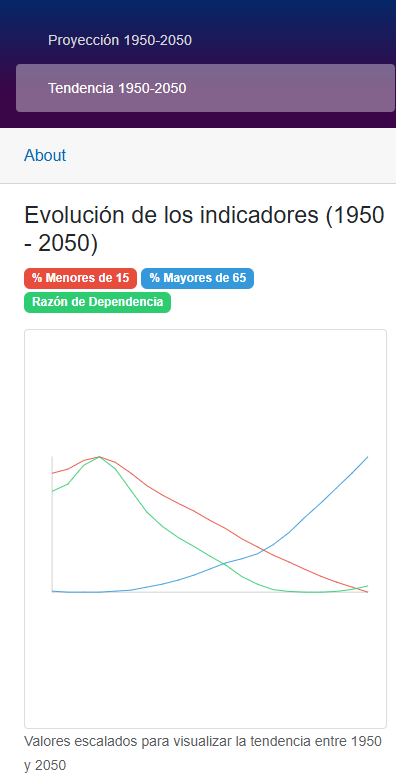 Proyección 1950-2050
Tendencia 1950-2050
About
Evolución de los indicadores (1950
- 2050)
% Menores de 15 % Mayores de 65
Razón de Dependencia
Valores escalados para visualizar la tendencia entre 1950
y 2050